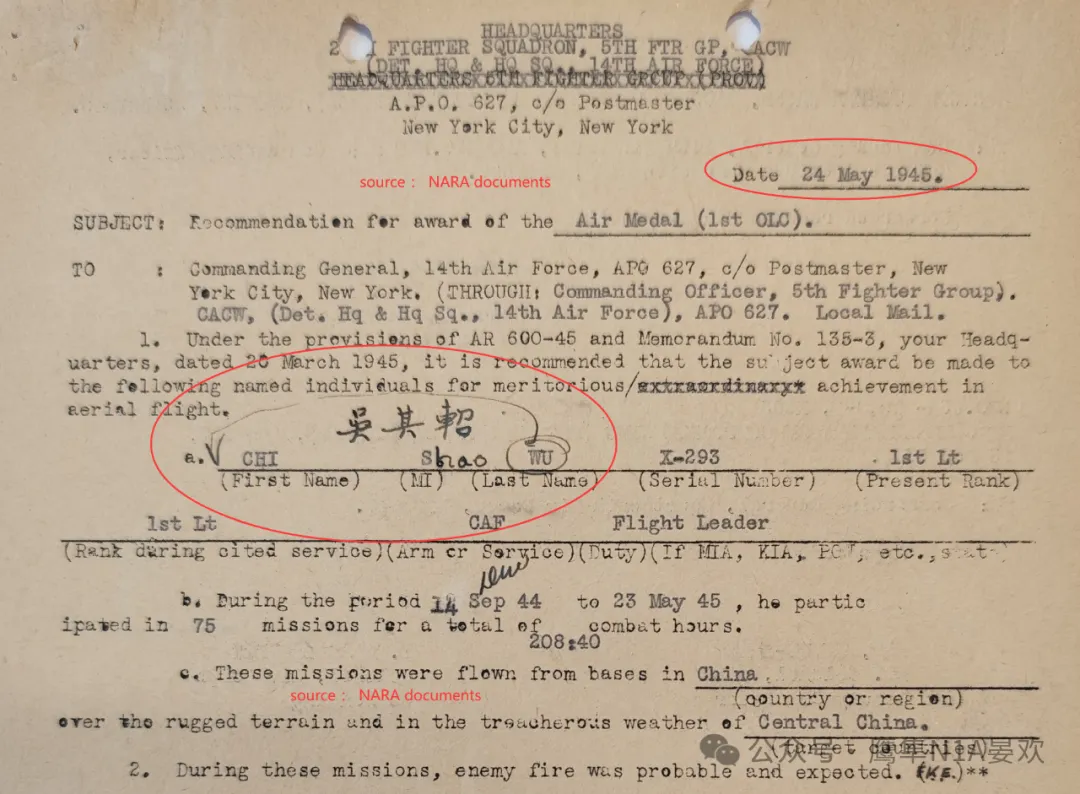 HEADQUARTERS
FIGHTER SQUADRON, 5TH FTR GP, CACW
(DET. HQ & HQ SQ., 14TH AIR FORCE)
HEADQUARTERS 5TH FIGHTER GROUP (PROV)
A.P.O. 627, c/o Postmaster
New York City, New York
source： NARA documents
Date 24 May 1945.
SUBJECT: Recommendation for award of the Air Medal (1st OLC).
TO : Commanding General, 14th Air Force, APO 627, c/o Postmaster, New
York City, New York. (THROUGH: Commanding Officer, 5th Fighter Group).
CACW, (Det. Hq & Hq Sq., 14th Air Force), APO 627. Local Mail.
1. Under the provisions of AR 600-45 and Memorandum No. 135-3, your Headq-
uarters, dated 20 March 1945, it is recommended that the subject award be made to
the following named individuals for meritorious/extraordinary achievement in
aerial flight.
吳其軺
a. CHI Shao WU X-293 1st Lt
(First Name) (MI) (Last Name) (Serial Number) (Present Rank)
1st Lt CAF Flight Leader
(Rank during cited service)(Arm or Service)(Duty)(If MIA, KIA, etc.,
b. During the period 14 Sep 44 to 23 May 45 , he partic
ipated in 75 missions for a total of combat hours.
208:40
c. These missions were flown from bases in China
source： NARA documents
(country or region)
over the rugged terrain and in the treacherous weather of Central China.
(target countries)
公众号 · 鹰隼N1A晏欢
2. During these missions, enemy fire was probable and expected. (KE.)**